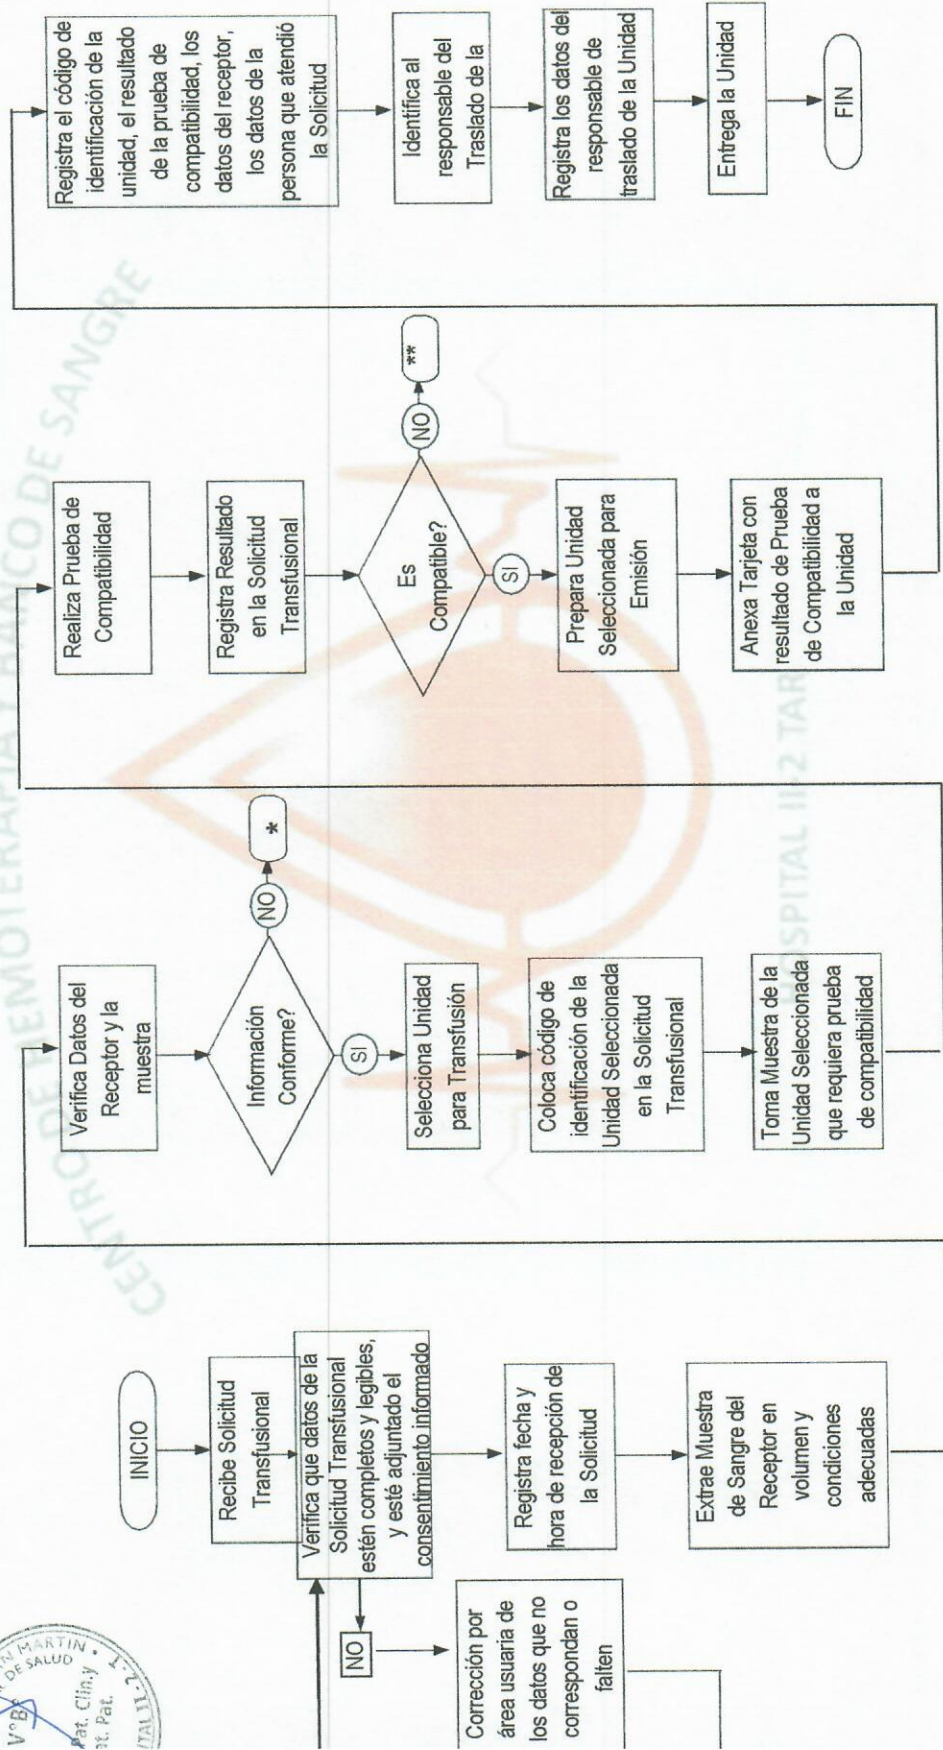 INICIO
Recibe Solicitud
Transfusional
Verifica que datos de la
Solicitud Transfusional
estén completos y legibles,
y esté adjuntado el
consentimiento informado
NO
Corrección por
área usuaria de
los datos que no
correspondan o
falten
Registra fecha y
hora de recepción de
la Solicitud
Extrae Muestra
de Sangre del
Receptor en
volumen y
condiciones
adecuadas
Verifica Datos del
Receptor y la
muestra
Información
Conforme?
NO
*
SI
Selecciona Unidad
para Transfusión
Coloca código de
identificación de la
Unidad Seleccionada
en la Solicitud
Transfusional
Toma Muestra de la
Unidad Seleccionada
que requiera prueba
de compatibilidad
Realiza Prueba de
Compatibilidad
Registra Resultado
en la Solicitud
Transfusional
Es
Compatible?
NO
**
SI
Prepara Unidad
Seleccionada para
Emisión
Anexa Tarjeta con
resultado de Prueba
de Compatibilidad a
la Unidad
Registra el código de
identificación de la
unidad, el resultado
de la prueba de
compatibilidad, los
datos del receptor,
los datos de la
persona que atendió
la Solicitud
Identifica al
responsable del
Traslado de la
Registra los datos del
responsable de
traslado de la Unidad
Entrega la Unidad
FIN
CENTRO DE HEMOTERAPIA Y BANCO DE SANGRE
HOSPITAL II-2 TAR
MARTIN
DE SALUD
V°B°
Pat. Clin.y
Pat.
II-2